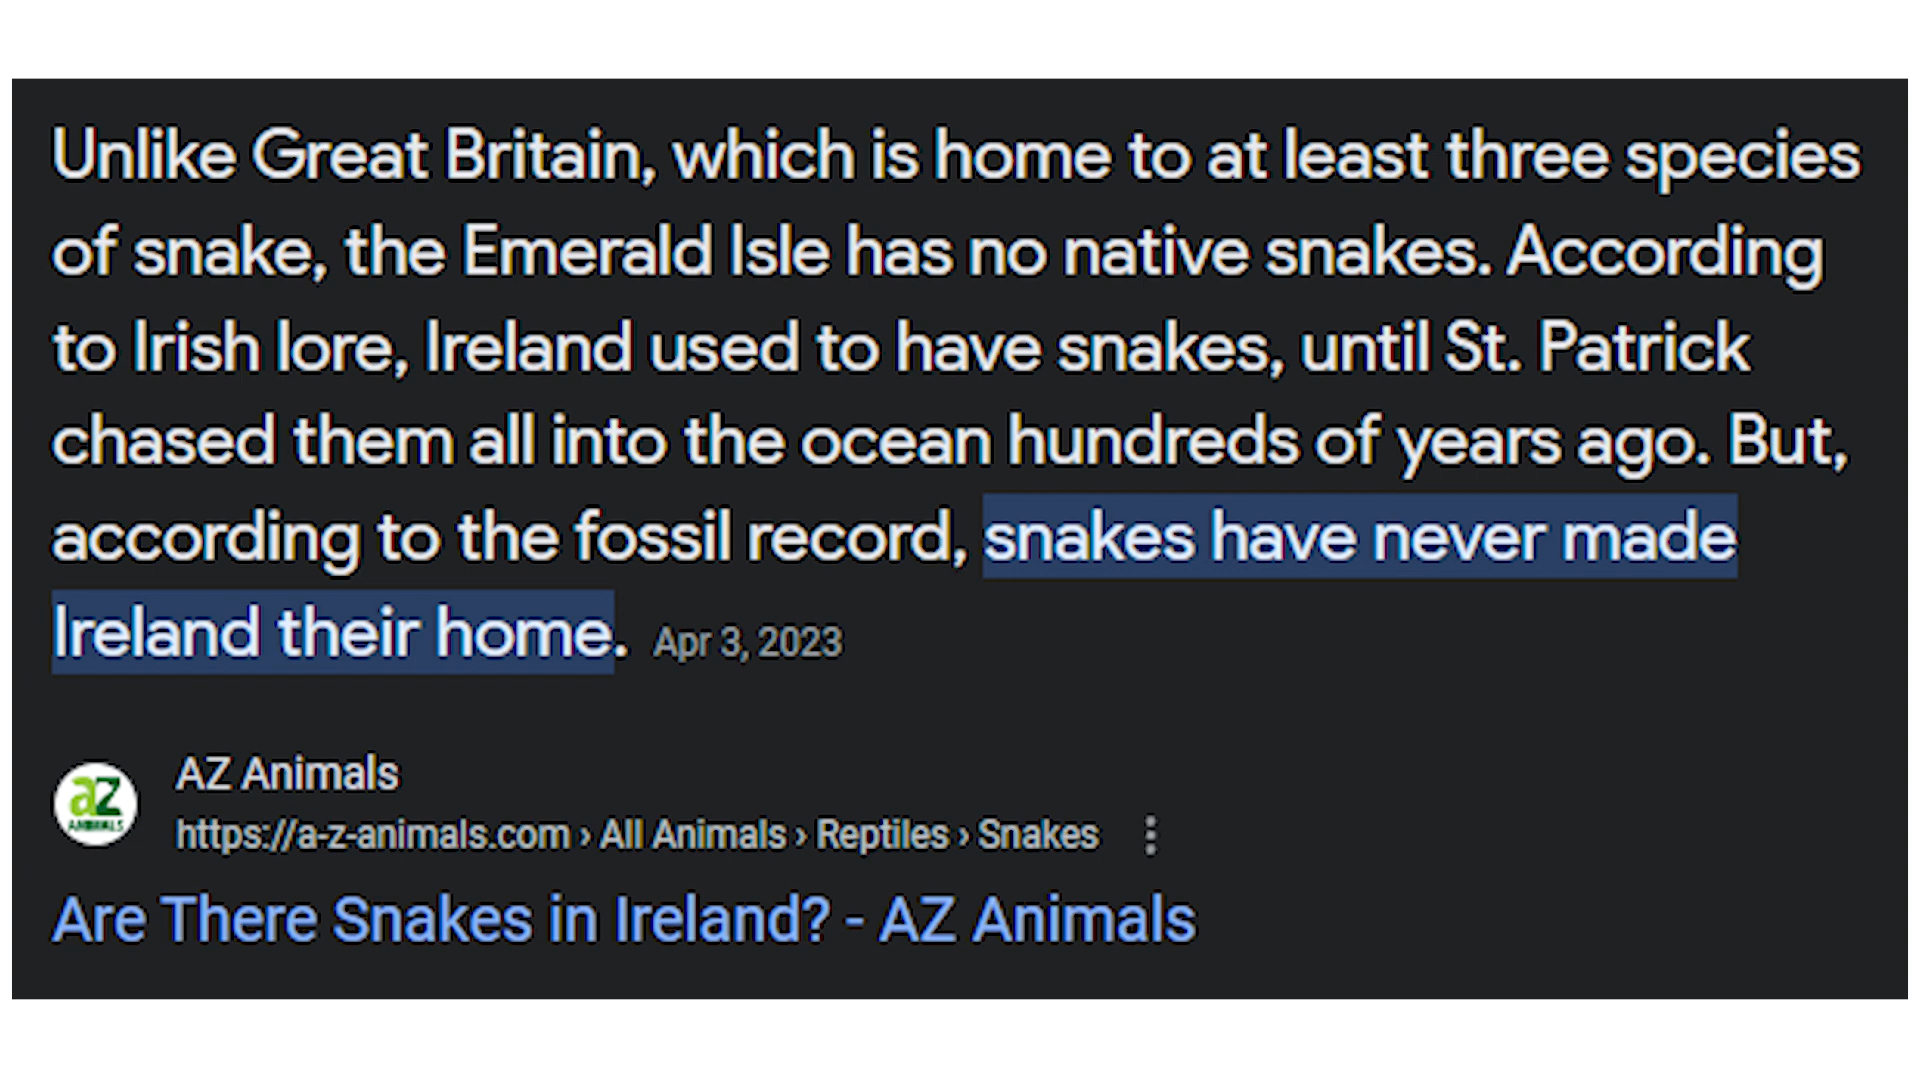 Unlike Great Britain, which is home to at least three species
of snake, the Emerald Isle has no native snakes. According
to Irish lore, Ireland used to have snakes, until St. Patrick
chased them all into the ocean hundreds of years ago. But,
according to the fossil record, snakes have never made
Ireland their home. Apr 3, 2023
az
ANIMALS
AZ Animals
https://a-z-animals.com › All Animals › Reptiles › Snakes
Are There Snakes in Ireland? - AZ Animals